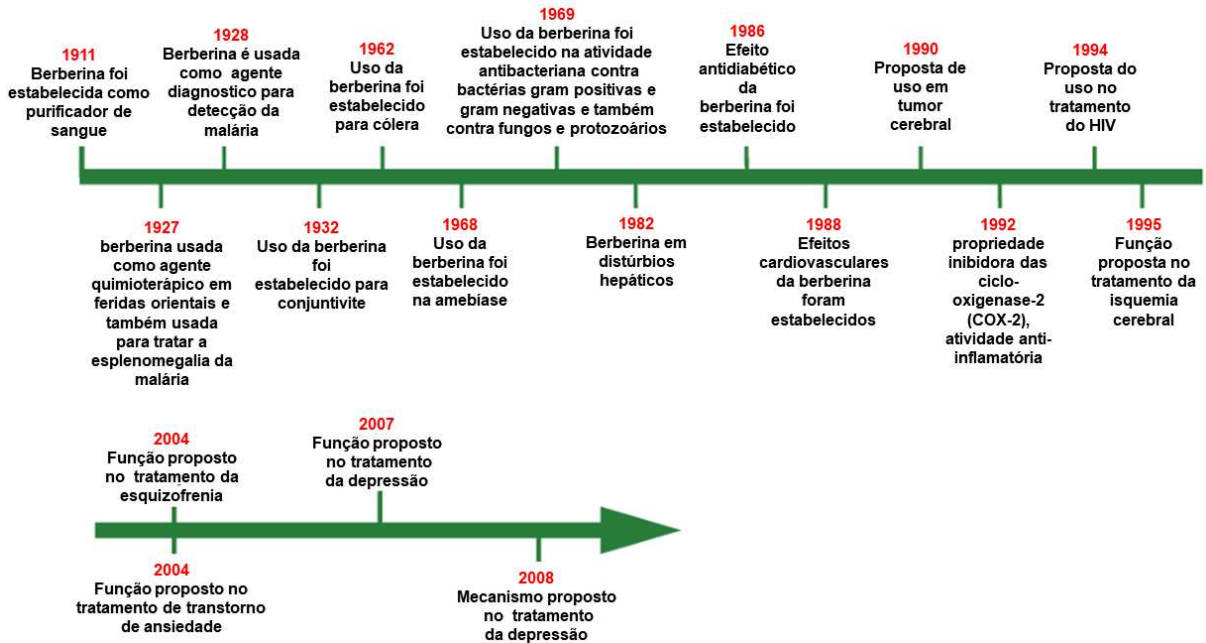 1911
Berberina foi
estabelecida como
purificador de
sangue
1928
Berberina é usada
como agente
diagnostico para
detecção da
malária
1962
Uso da
berberina foi
estabelecido
para cólera
1969
Uso da berberina foi
estabelecido na atividade
antibacteriana contra
bactérias gram positivas e
gram negativas e também
contra fungos e protozoários
1986
Efeito
antidiabético
da
berberina foi
estabelecido
1990
Proposta de
uso em
tumor
cerebral
1994
Proposta do
uso no
tratamento
do HIV
1927
berberina usada
como agente
quimioterápico em
feridas orientais e
também usada
para tratar a
esplenomegalia da
malária
1932
Uso da berberina
foi
estabelecido para
conjuntivite
1968
Uso da
berberina foi
estabelecido
na amebíase
1982
Berberina em
distúrbios
hepáticos
1988
Efeitos
cardiovasculares
da berberina
foram
estabelecidos
1992
propriedade
inibidora das
ciclo-
oxigenase-2
(COX-2),
atividade anti-
inflamatória
1995
Função
proposta no
tratamento da
isquemia
cerebral
2004
Função proposto
no tratamento da
esquizofrenia
2007
Função proposto
no tratamento
da depressão
2004
Função proposto no
tratamento de transtorno
de ansiedade
2008
Mecanismo proposto
no tratamento
da depressão